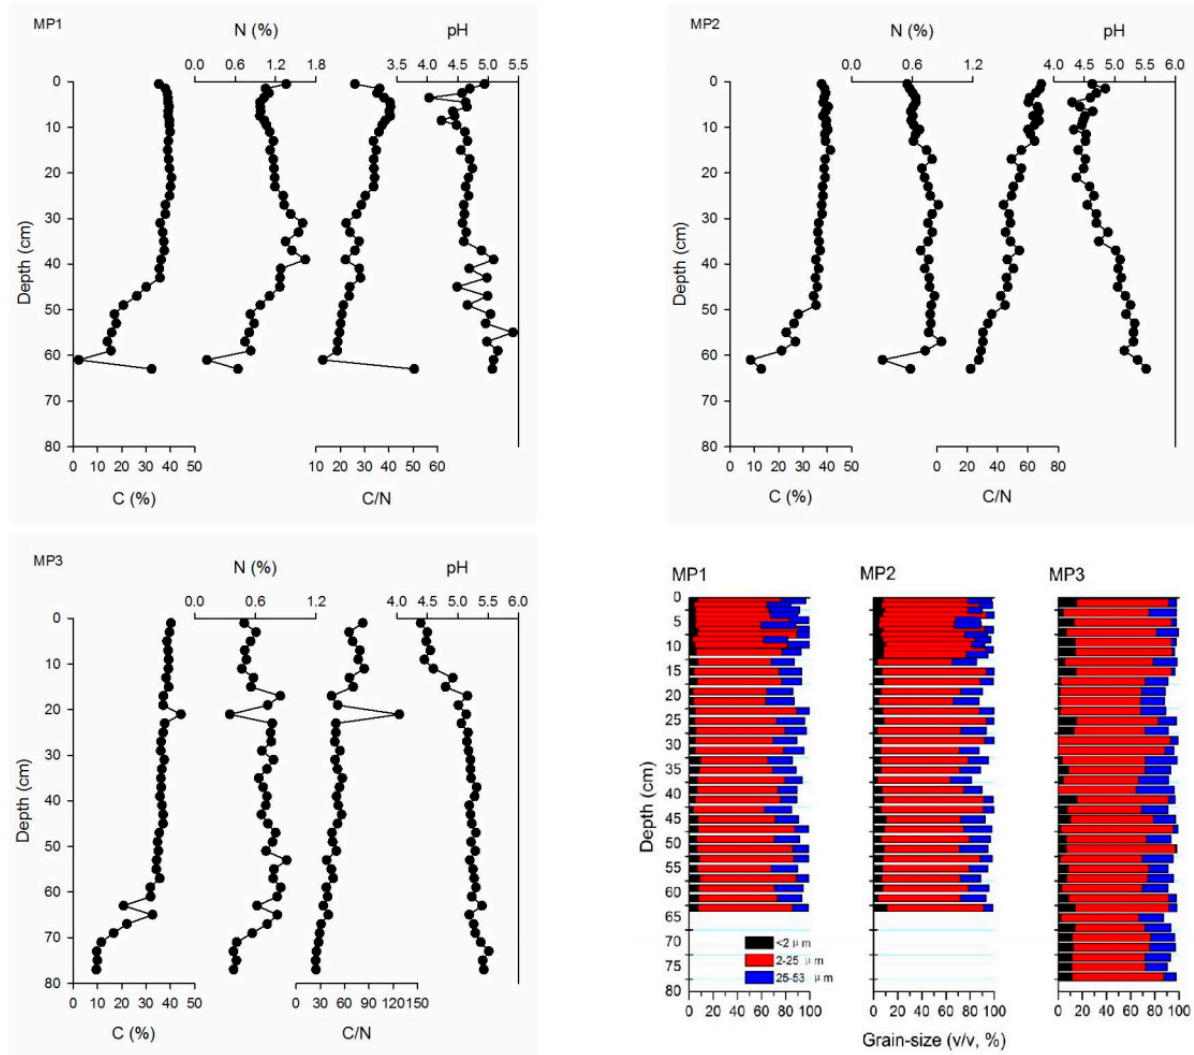 MP1
N (%)
pH
0.0 0.6 1.2 1.8
3.5 4.0 4.5 5.0 5.5
0
10
20
30
40
50
60
70
80
Depth (cm)
0 10 20 30 40 50
10 20 30 40 50 60
C (%)
C/N
MP2
N (%)
pH
0.0 0.6 1.2
4.0 4.5 5.0 5.5 6.0
0
10
20
30
40
50
60
70
80
Depth (cm)
0 10 20 30 40 50
0 20 40 60 80
C (%)
C/N
MP3
N (%)
pH
0.0 0.6 1.2
4.0 4.5 5.0 5.5 6.0
0
10
20
30
40
50
60
70
80
Depth (cm)
0 10 20 30 40 50
0 30 60 90 120 150
C (%)
C/N
MP1 MP2 MP3
0
5
10
15
20
25
30
35
40
45
50
55
60
65
70
75
80
Depth (cm)
<2 μm
2-25 μm
25-53 μm
0 20 40 60 80 100
0 20 40 60 80 100
0 20 40 60 80 100
Grain-size (v/v, %)